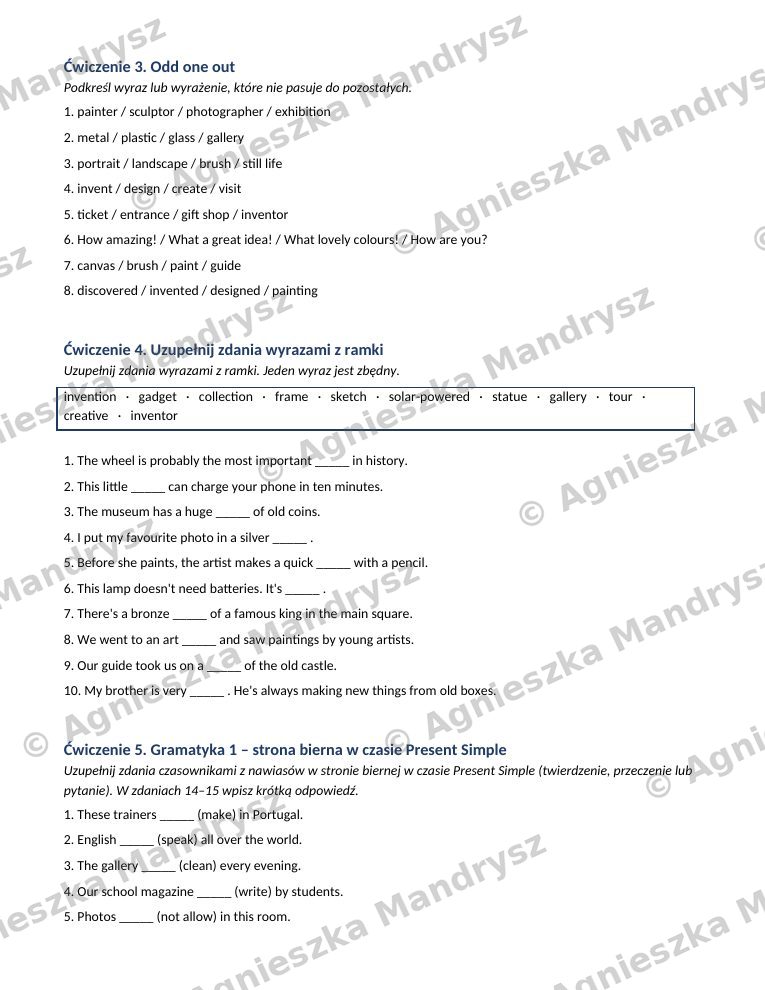 Ćwiczenie 3. Odd one out
Podkreśl wyraz lub wyrażenie, które nie pasuje do pozostałych.
1. painter / sculptor / photographer / exhibition
2. metal / plastic / glass / gallery
3. portrait / landscape / brush / still life
4. invent / design / create / visit
5. ticket / entrance / gift shop / inventor
6. How amazing! / What a great idea! / What lovely colours! / How are you?
7. canvas / brush / paint / guide
8. discovered / invented / designed / painting
Ćwiczenie 4. Uzupełnij zdania wyrazami z ramki
Uzupełnij zdania wyrazami z ramki. Jeden wyraz jest zbędny.
invention · gadget · collection · frame · sketch · solar-powered · statue · gallery · tour ·
creative · inventor
1. The wheel is probably the most important _____ in history.
2. This little _____ can charge your phone in ten minutes.
3. The museum has a huge _____ of old coins.
4. I put my favourite photo in a silver _____ .
5. Before she paints, the artist makes a quick _____ with a pencil.
6. This lamp doesn't need batteries. It's _____ .
7. There's a bronze _____ of a famous king in the main square.
8. We went to an art _____ and saw paintings by young artists.
9. Our guide took us on a _____ of the old castle.
10. My brother is very _____ . He's always making new things from old boxes.
Ćwiczenie 5. Gramatyka 1 – strona bierna w czasie Present Simple
Uzupełnij zdania czasownikami z nawiasów w stronie biernej w czasie Present Simple (twierdzenie, przeczenie lub
pytanie). W zdaniach 14–15 wpisz krótką odpowiedź.
1. These trainers _____ (make) in Portugal.
2. English _____ (speak) all over the world.
3. The gallery _____ (clean) every evening.
4. Our school magazine _____ (write) by students.
5. Photos _____ (not allow) in this room.
© Agnieszka Mandrysz